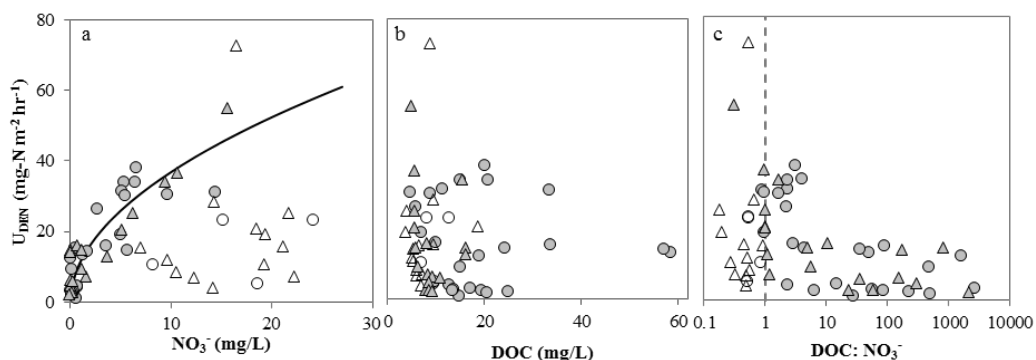 a
b
c
80
60
40
20
0
U_DEN (mg-N m⁻² hr⁻¹)
0 10 20 30
NO₃⁻ (mg/L)
0 20 40 60
DOC (mg/L)
0.1 1 10 100 1000 10000
DOC: NO₃⁻